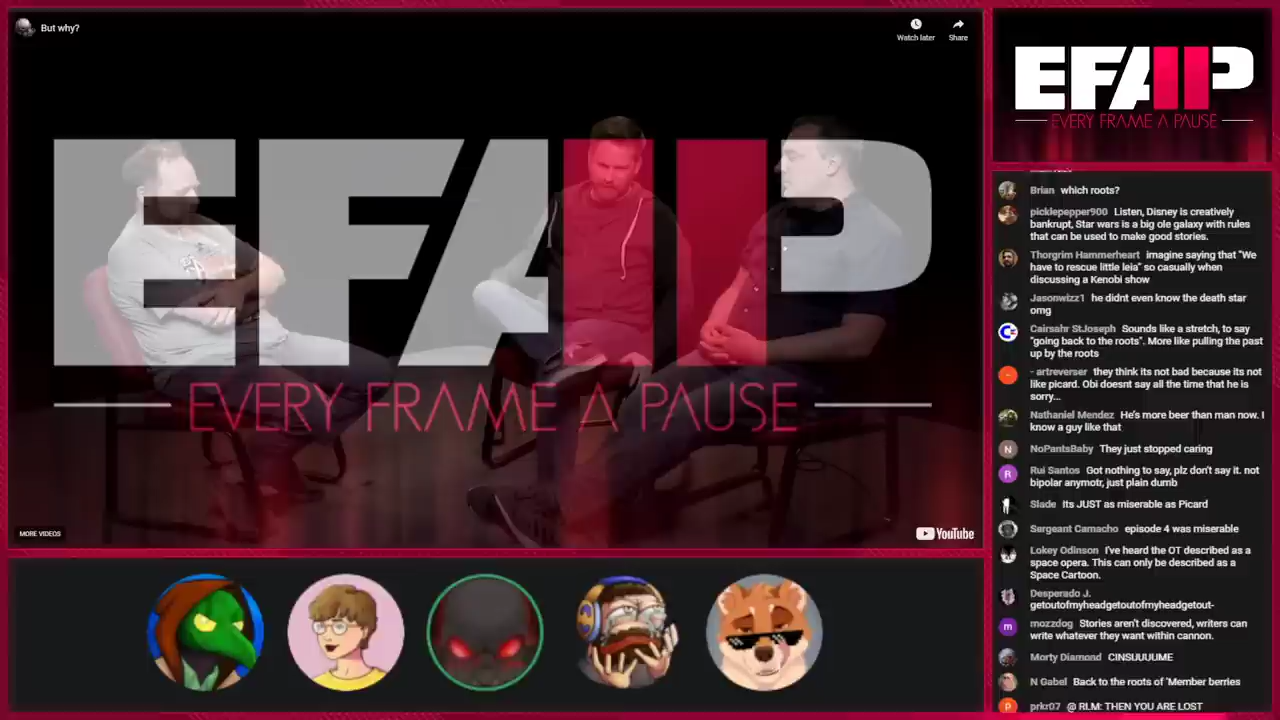 But why?
Watch later
Share
EFAP
EVERY FRAME A PAUSE
MORE VIDEOS
YouTube
EFAP
EVERY FRAME A PAUSE
Brian which roots?
picklepepper900 Listen, Disney is creatively
bankrupt, Star wars is a big ole galaxy with rules
that can be used to make good stories.
Thorgrim Hammerheart imagine saying that "We
have to rescue little leia" so casually when
discussing a Kenobi show
Jasonwizz1 he didnt even know the death star
omg
Cairsahr StJoseph Sounds like a stretch, to say
"going back to the roots". More like pulling the past
up by the roots
- artreverser they think its not bad because its not
like picard. Obi doesnt say all the time that he is
sorry...
Nathaniel Mendez He's more beer than man now. I
know a guy like that
N
NoPantsBaby They just stopped caring
R
Rui Santos Got nothing to say, plz don't say it. not
bipolar anymotr, just plain dumb
Slade Its JUST as miserable as Picard
Sergeant Camacho episode 4 was miserable
Lokey Odinson I've heard the OT described as a
space opera. This can only be described as a
Space Cartoon.
Desperado J.
getoutofmyheadgetoutofmyheadgetout-
m
mozzdog Stories aren't discovered, writers can
write whatever they want within cannon.
Morty Diamond CINSUUUUME
N Gabel Back to the roots of 'Member berries
P
prkr07 @ RLM: THEN YOU ARE LOST